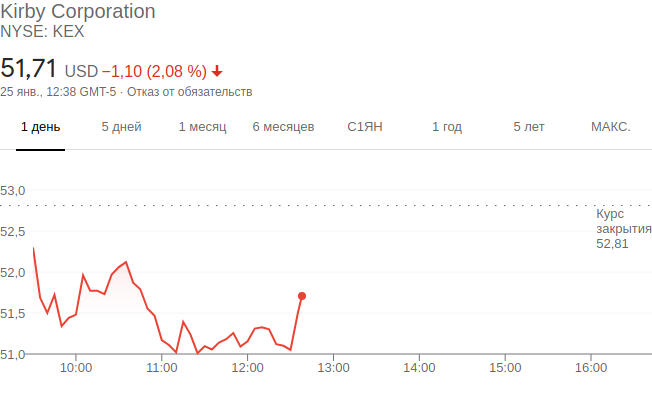 Kirby Corporation
NYSE: KEX
51,71 USD −1,10 (2,08 %)
25 янв., 12:38 GMT-5 · Отказ от обязательств
1 день 5 дней 1 месяц 6 месяцев С1ЯН 1 год 5 лет МАКС.
53,0
Курс закрытия 52,81
52,5
52,0
51,5
51,0
10:00 11:00 12:00 13:00 14:00 15:00 16:00